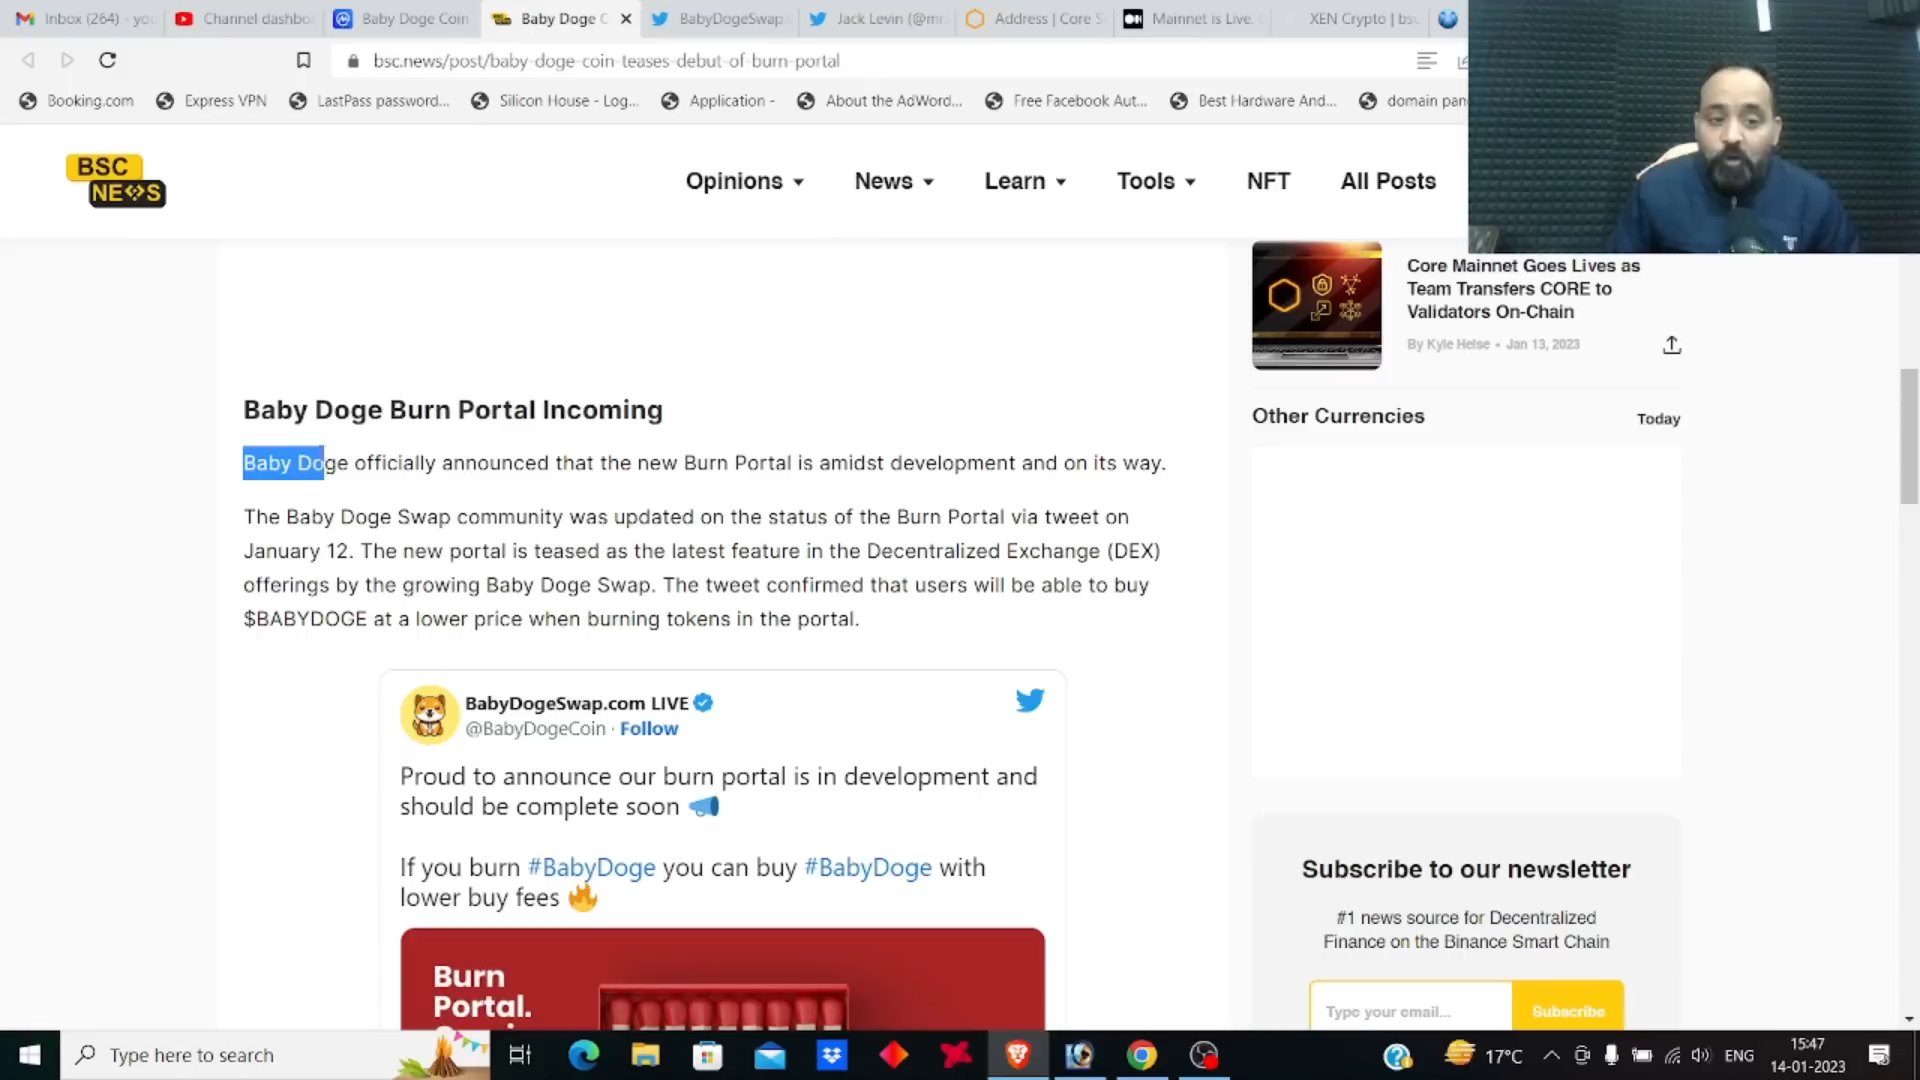 Inbox (264) - you
Channel dashbo
Baby Doge Coin
Baby Doge C
BabyDogeSwap.
Jack Levin (@mr
Address | Core S
Mainnet is Live.
XEN Crypto | bsc
bsc.news/post/baby-doge-coin-teases-debut-of-burn-portal
Booking.com
Express VPN
LastPass password...
Silicon House - Log...
Application -
About the AdWord...
Free Facebook Aut...
Best Hardware And...
domain pan
BSC
NEWS
Opinions
News
Learn
Tools
NFT
All Posts
Core Mainnet Goes Lives as
Team Transfers CORE to
Validators On-Chain
By Kyle Heise • Jan 13, 2023
Baby Doge Burn Portal Incoming
Other Currencies
Today
Baby Doge officially announced that the new Burn Portal is amidst development and on its way.
The Baby Doge Swap community was updated on the status of the Burn Portal via tweet on
January 12. The new portal is teased as the latest feature in the Decentralized Exchange (DEX)
offerings by the growing Baby Doge Swap. The tweet confirmed that users will be able to buy
$BABYDOGE at a lower price when burning tokens in the portal.
BabyDogeSwap.com LIVE
@BabyDogeCoin · Follow
Proud to announce our burn portal is in development and
should be complete soon 📣
If you burn #BabyDoge you can buy #BabyDoge with
lower buy fees 🔥
Burn
Portal.
Subscribe to our newsletter
#1 news source for Decentralized
Finance on the Binance Smart Chain
Type your email...
Subscribe
Type here to search
17°C
ENG
15:47
14-01-2023